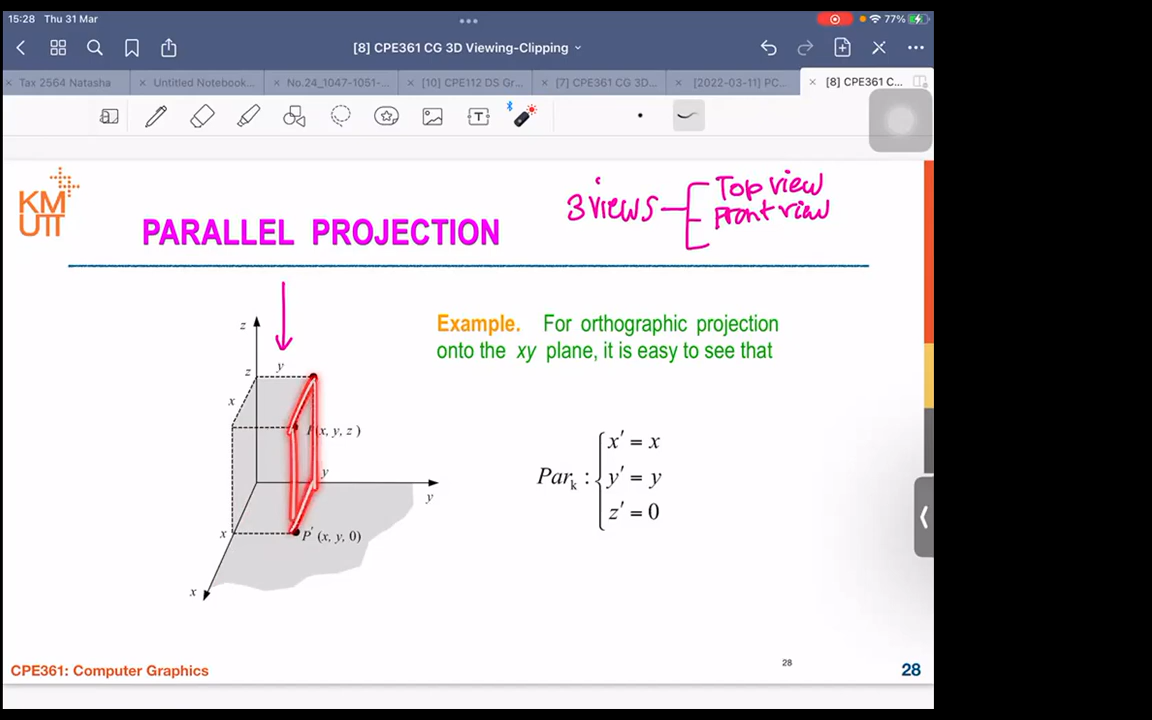 15:28 Thu 31 Mar
77%
[8] CPE361 CG 3D Viewing-Clipping
Tax 2564 Natasha
Untitled Notebook...
No.24_1047-1051-...
[10] CPE112 DS Gr...
[7] CPE361 CG 3D...
[2022-03-11] PC...
[8] CPE361 C...
T
KM
UTT
3 views
Top view
Front view
PARALLEL PROJECTION
Example. For orthographic projection
onto the xy plane, it is easy to see that
z
y
z
x
(x, y, z)
y
y
x
P' (x, y, 0)
x
Par_k : { x' = x
y' = y
z' = 0
28
CPE361: Computer Graphics
28